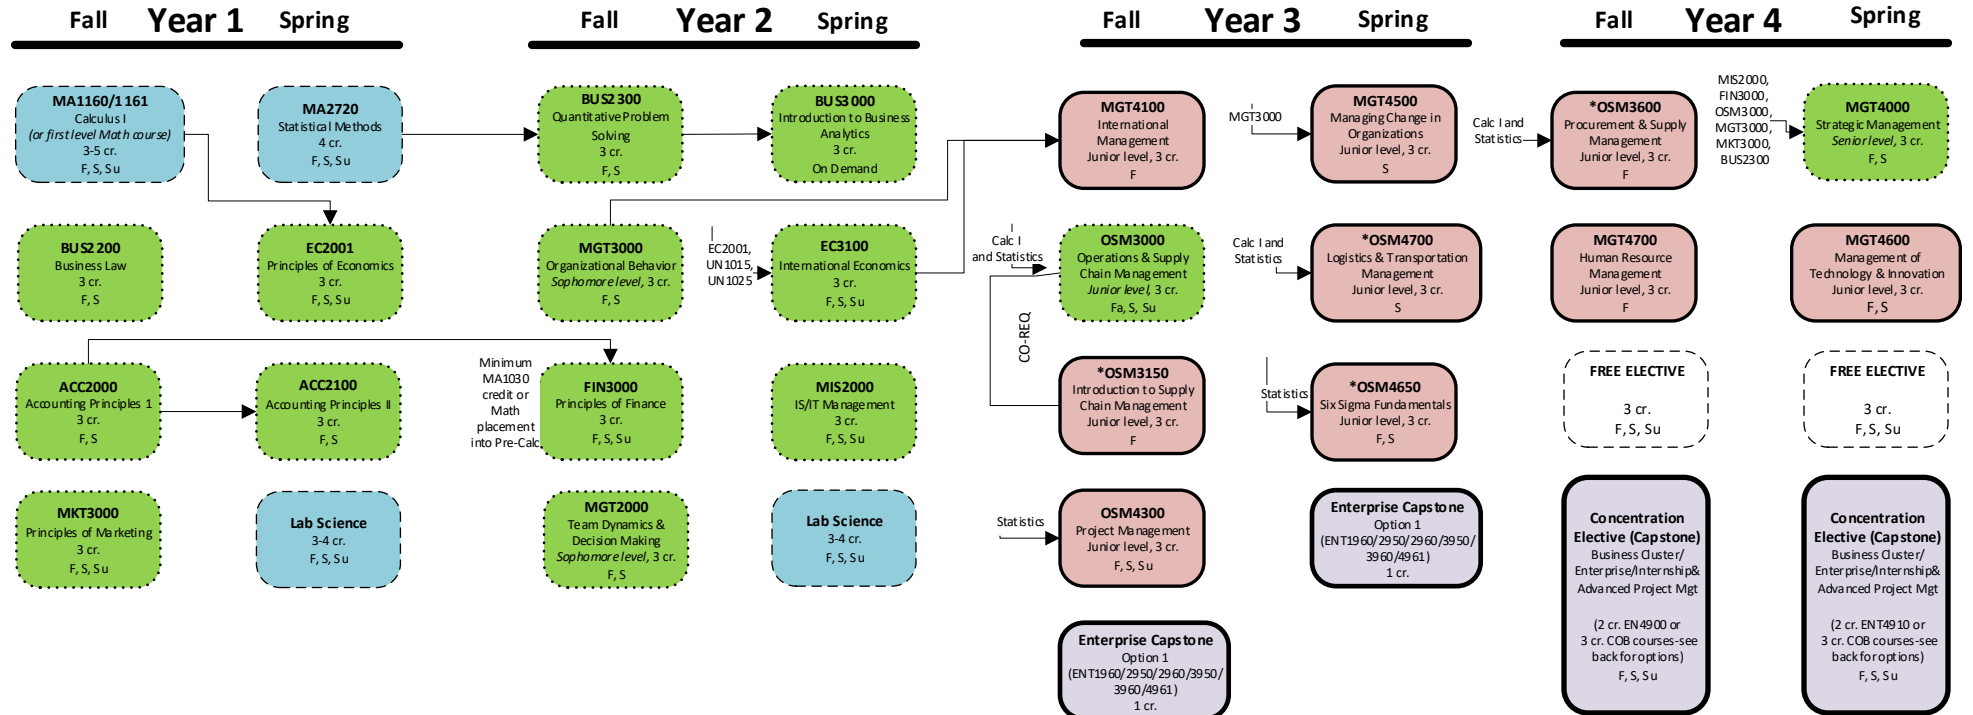 Fall Year 1 Spring
Fall Year 2 Spring
Fall Year 3 Spring
Fall Year 4 Spring
MA1160/1161
Calculus I
(or first level Math course)
3-5 cr.
F, S, Su
MA2720
Statistical Methods
4 cr.
F, S, Su
BUS2300
Quantitative Problem
Solving
3 cr.
F, S
BUS3000
Introduction to Business
Analytics
3 cr.
On Demand
MGT4100
International
Management
Junior level, 3 cr.
F
MGT3000
MGT4500
Managing Change in
Organizations
Junior level, 3 cr.
S
Calc I and
Statistics
*OSM3600
Procurement & Supply
Management
Junior level, 3 cr.
F
MIS2000,
FIN3000,
OSM3000,
MGT3000,
MKT3000,
BUS2300
MGT4000
Strategic Management
Senior level, 3 cr.
F, S
BUS2200
Business Law
3 cr.
F, S
EC2001
Principles of Economics
3 cr.
F, S, Su
MGT3000
Organizational Behavior
Sophomore level, 3 cr.
F, S
EC2001,
UN1015,
UN1025
EC3100
International Economics
3 cr.
F, S, Su
Calc I
and Statistics
OSM3000
Operations & Supply
Chain Management
Junior level, 3 cr.
Fa, S, Su
Calc I and
Statistics
*OSM4700
Logistics & Transportation
Management
Junior level, 3 cr.
S
MGT4700
Human Resource
Management
Junior level, 3 cr.
F
MGT4600
Management of
Technology & Innovation
Junior level, 3 cr.
F, S
CO-REQ
ACC2000
Accounting Principles 1
3 cr.
F, S
ACC2100
Accounting Principles II
3 cr.
F, S
Minimum
MA1030
credit or
Math
placement
into Pre-Calc
FIN3000
Principles of Finance
3 cr.
F, S, Su
MIS2000
IS/IT Management
3 cr.
F, S, Su
*OSM3150
Introduction to Supply
Chain Management
Junior level, 3 cr.
F
Statistics
*OSM4650
Six Sigma Fundamentals
Junior level, 3 cr.
F, S
FREE ELECTIVE
3 cr.
F, S, Su
FREE ELECTIVE
3 cr.
F, S, Su
MKT3000
Principles of Marketing
3 cr.
F, S, Su
Lab Science
3-4 cr.
F, S, Su
MGT2000
Team Dynamics &
Decision Making
Sophomore level, 3 cr.
F, S
Lab Science
3-4 cr.
F, S, Su
Statistics
OSM4300
Project Management
Junior level, 3 cr.
F, S, Su
Enterprise Capstone
Option 1
(ENT1960/2950/2960/3950/
3960/4961)
1 cr.
Concentration
Elective (Capstone)
Business Cluster/
Enterprise/Internship&
Advanced Project Mgt
(2 cr. EN4900 or
3 cr. COB courses-see
back for options)
F, S, Su
Concentration
Elective (Capstone)
Business Cluster/
Enterprise/Internship&
Advanced Project Mgt
(2 cr. ENT4910 or
3 cr. COB courses-see
back for options)
F, S, Su
Enterprise Capstone
Option 1
(ENT1960/2950/2960/3950/
3960/4961)
1 cr.